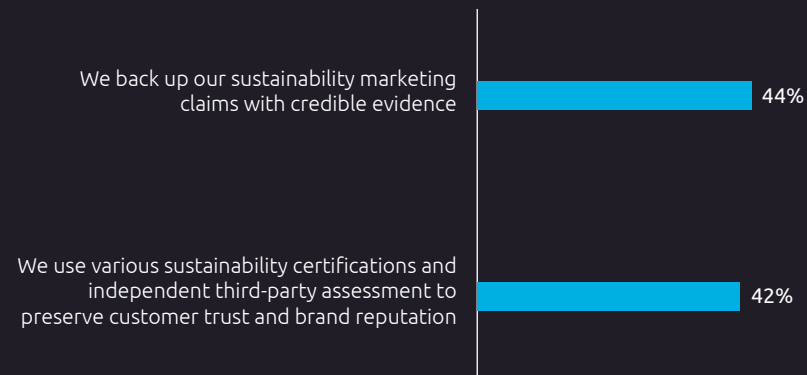 We back up our sustainability marketing
claims with credible evidence
44%
We use various sustainability certifications and
independent third-party assessment to
preserve customer trust and brand reputation
42%